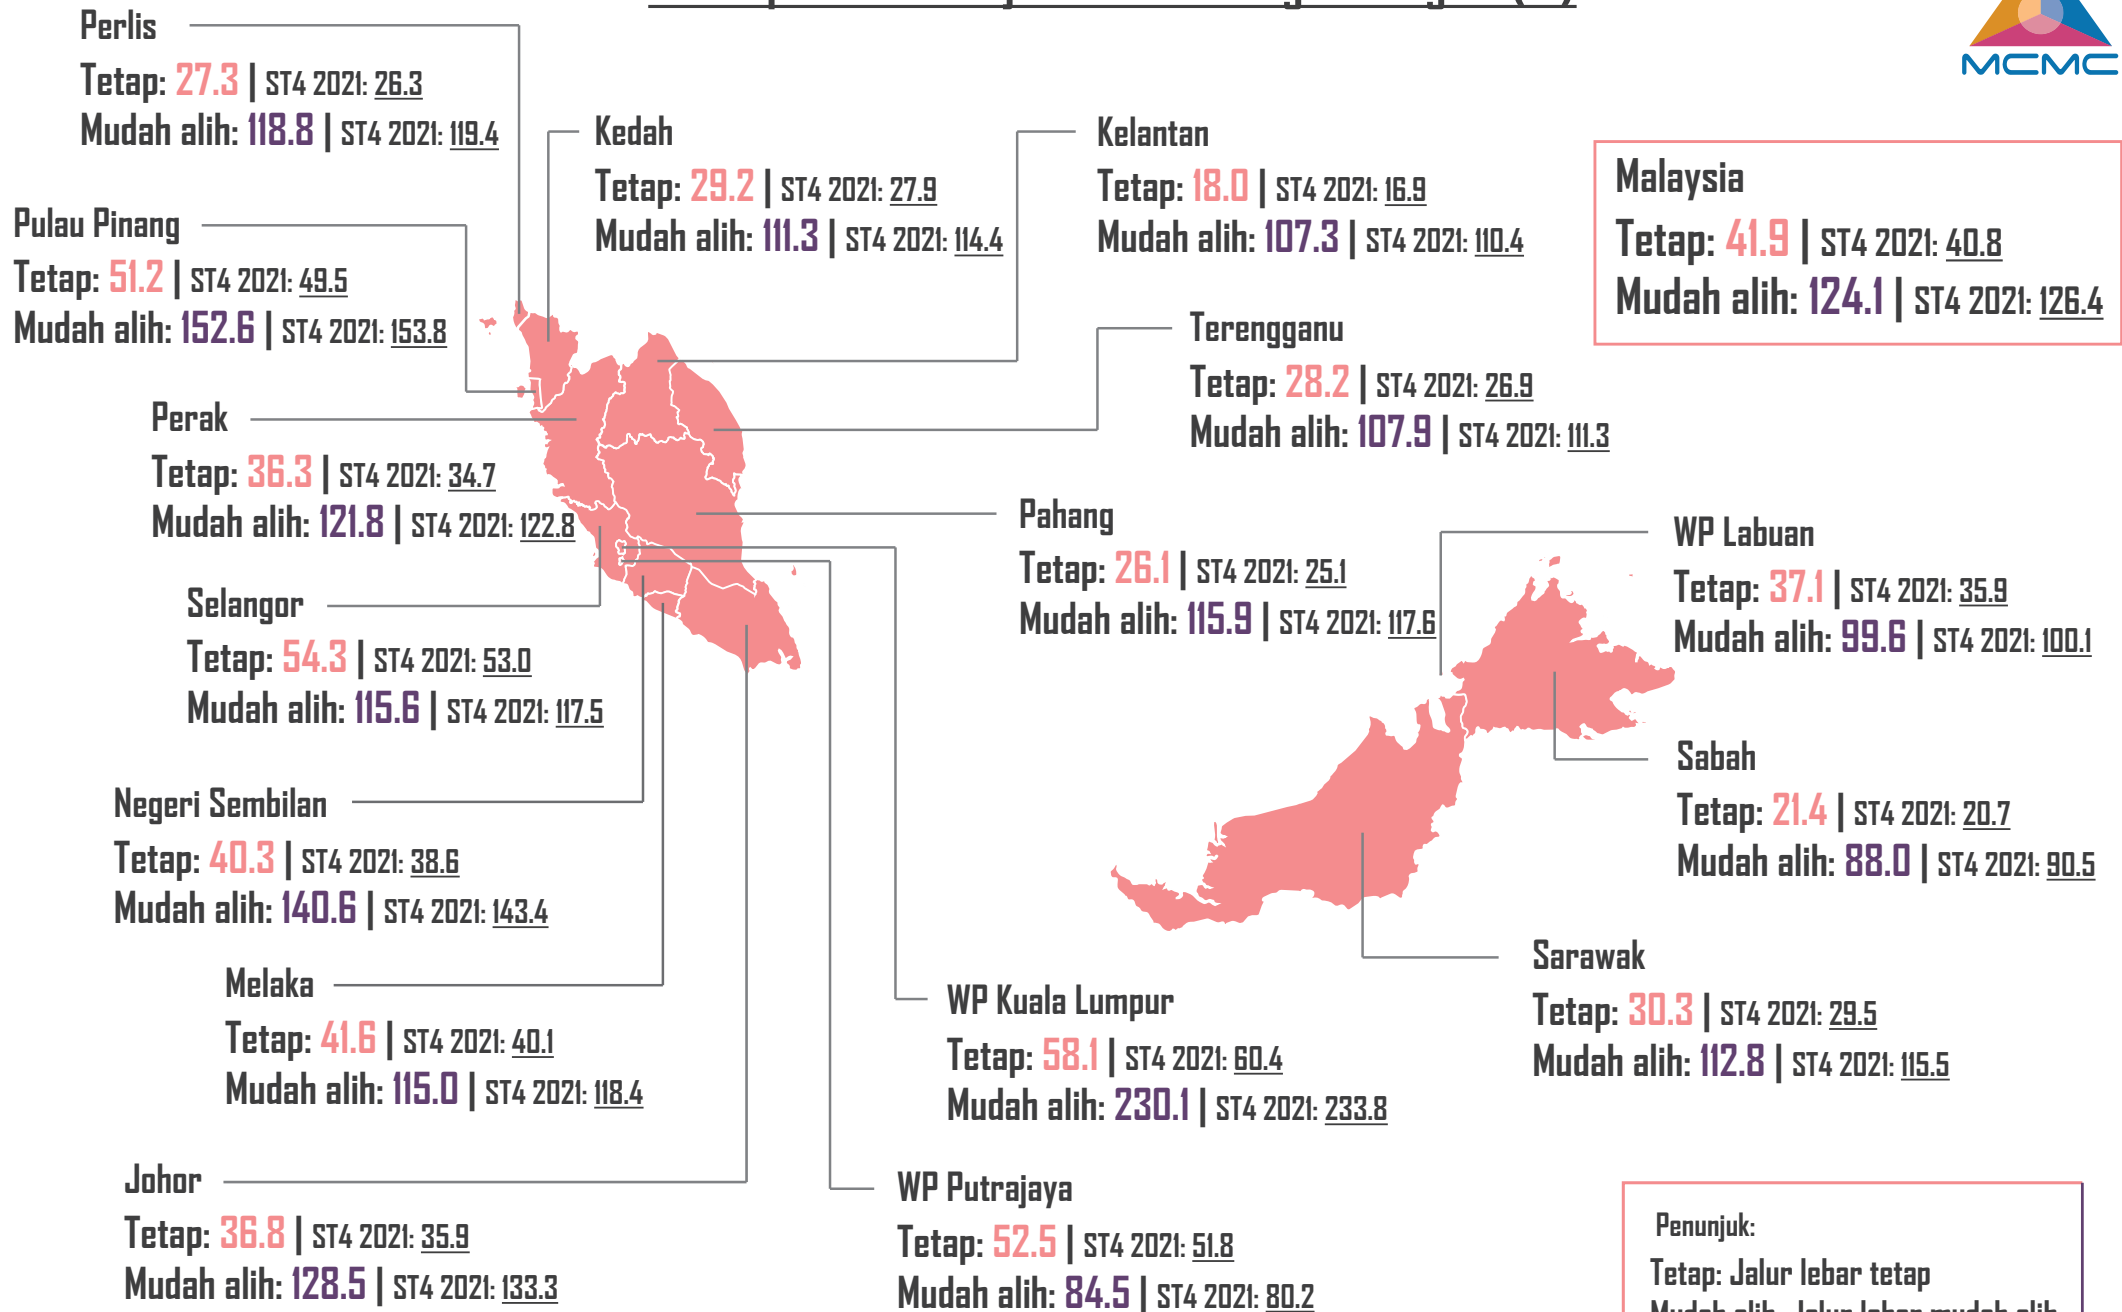 MCMC
Perlis
Tetap: 27.3 | ST4 2021: 26.3
Mudah alih: 118.8 | ST4 2021: 119.4
Kedah
Tetap: 29.2 | ST4 2021: 27.9
Mudah alih: 111.3 | ST4 2021: 114.4
Kelantan
Tetap: 18.0 | ST4 2021: 16.9
Mudah alih: 107.3 | ST4 2021: 110.4
Malaysia
Tetap: 41.9 | ST4 2021: 40.8
Mudah alih: 124.1 | ST4 2021: 126.4
Pulau Pinang
Tetap: 51.2 | ST4 2021: 49.5
Mudah alih: 152.6 | ST4 2021: 153.8
Terengganu
Tetap: 28.2 | ST4 2021: 26.9
Mudah alih: 107.9 | ST4 2021: 111.3
Perak
Tetap: 36.3 | ST4 2021: 34.7
Mudah alih: 121.8 | ST4 2021: 122.8
Pahang
Tetap: 26.1 | ST4 2021: 25.1
Mudah alih: 115.9 | ST4 2021: 117.6
WP Labuan
Tetap: 37.1 | ST4 2021: 35.9
Mudah alih: 99.6 | ST4 2021: 100.1
Selangor
Tetap: 54.3 | ST4 2021: 53.0
Mudah alih: 115.6 | ST4 2021: 117.5
Sabah
Tetap: 21.4 | ST4 2021: 20.7
Mudah alih: 88.0 | ST4 2021: 90.5
Negeri Sembilan
Tetap: 40.3 | ST4 2021: 38.6
Mudah alih: 140.6 | ST4 2021: 143.4
Sarawak
Tetap: 30.3 | ST4 2021: 29.5
Mudah alih: 112.8 | ST4 2021: 115.5
Melaka
Tetap: 41.6 | ST4 2021: 40.1
Mudah alih: 115.0 | ST4 2021: 118.4
WP Kuala Lumpur
Tetap: 58.1 | ST4 2021: 60.4
Mudah alih: 230.1 | ST4 2021: 233.8
Johor
Tetap: 36.8 | ST4 2021: 35.9
Mudah alih: 128.5 | ST4 2021: 133.3
WP Putrajaya
Tetap: 52.5 | ST4 2021: 51.8
Mudah alih: 84.5 | ST4 2021: 80.2
Penunjuk:
Tetap: Jalur lebar tetap
Mudah alih: Jalur lebar mudah alih